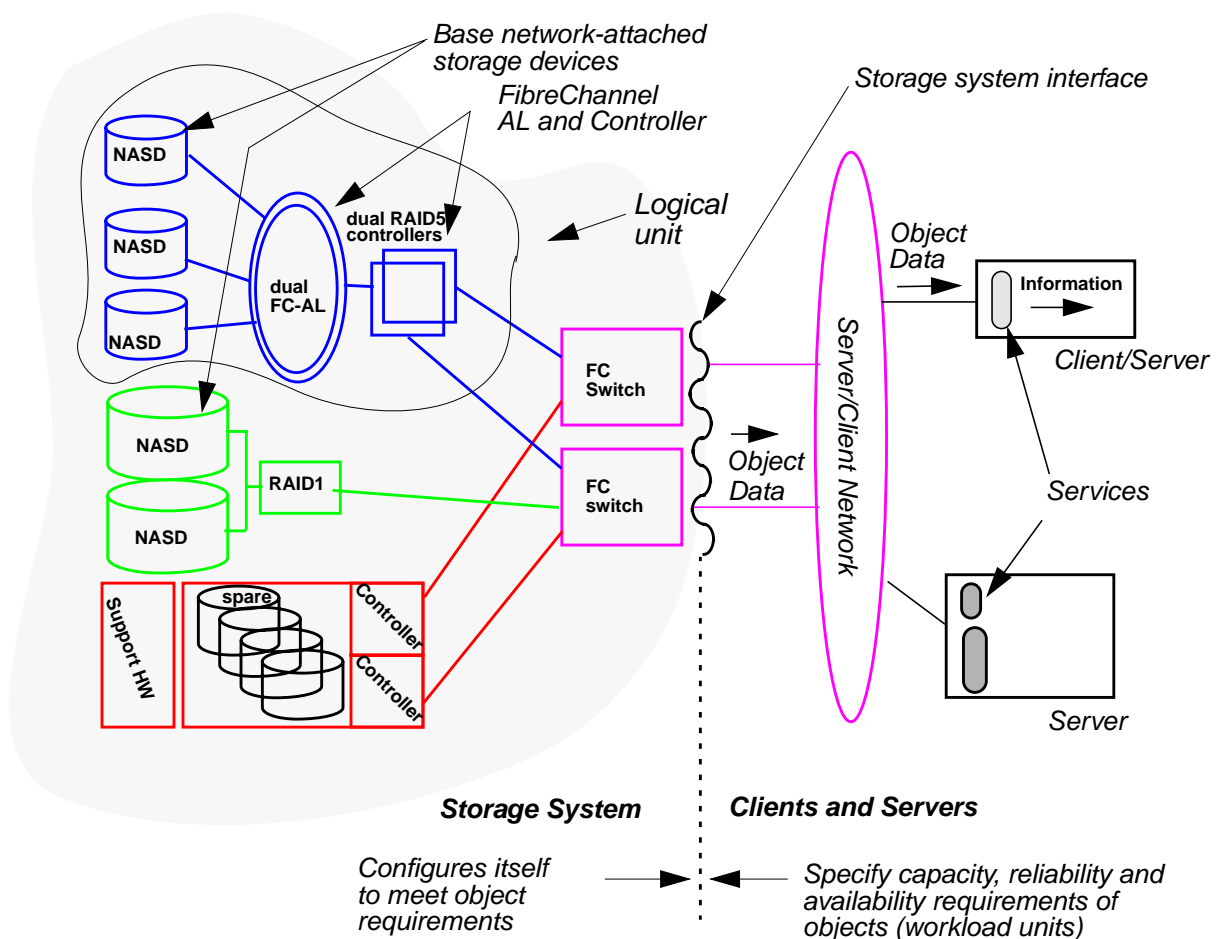 Base network-attached
storage devices
FibreChannel
AL and Controller
Storage system interface
NASD
NASD
NASD
dual
FC-AL
dual RAID5
controllers
Logical
unit
Object
Data
Information
Client/Server
FC
Switch
Server/Client Network
NASD
NASD
RAID1
FC
switch
Object
Data
Services
Support HW
spare
Controller
Controller
Server
Storage System
Clients and Servers
Configures itself
to meet object
requirements
Specify capacity, reliability and
availability requirements of
objects (workload units)